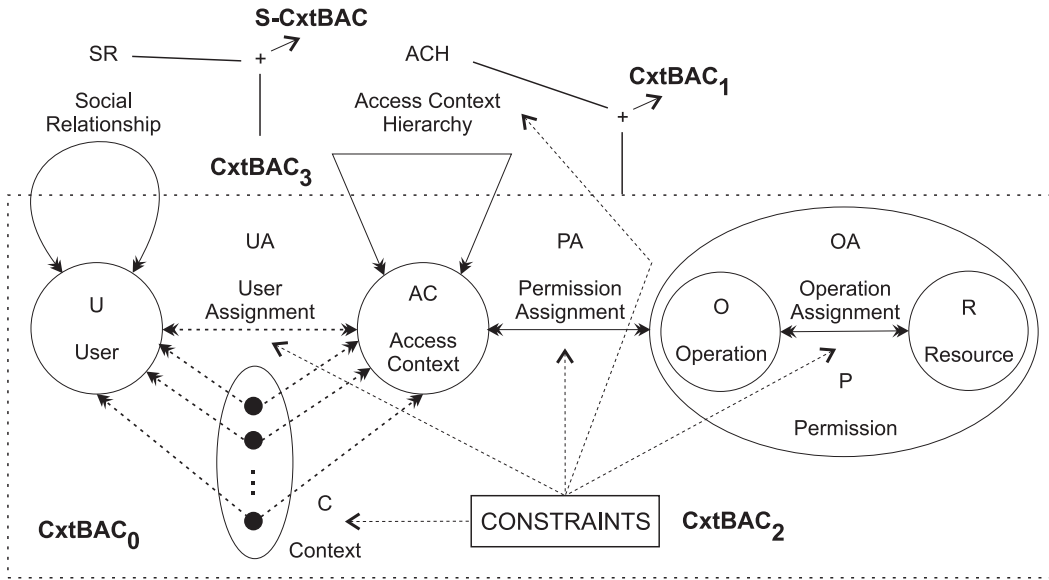 S-CxtBAC
SR
+
ACH
CxtBAC1
Social
Relationship
Access Context
Hierarchy
+
CxtBAC3
UA
PA
OA
U
User
User
Assignment
AC
Access
Context
Permission
Assignment
O
Operation
Operation
Assignment
R
Resource
P
Permission
C
Context
CONSTRAINTS
CxtBAC2
CxtBAC0